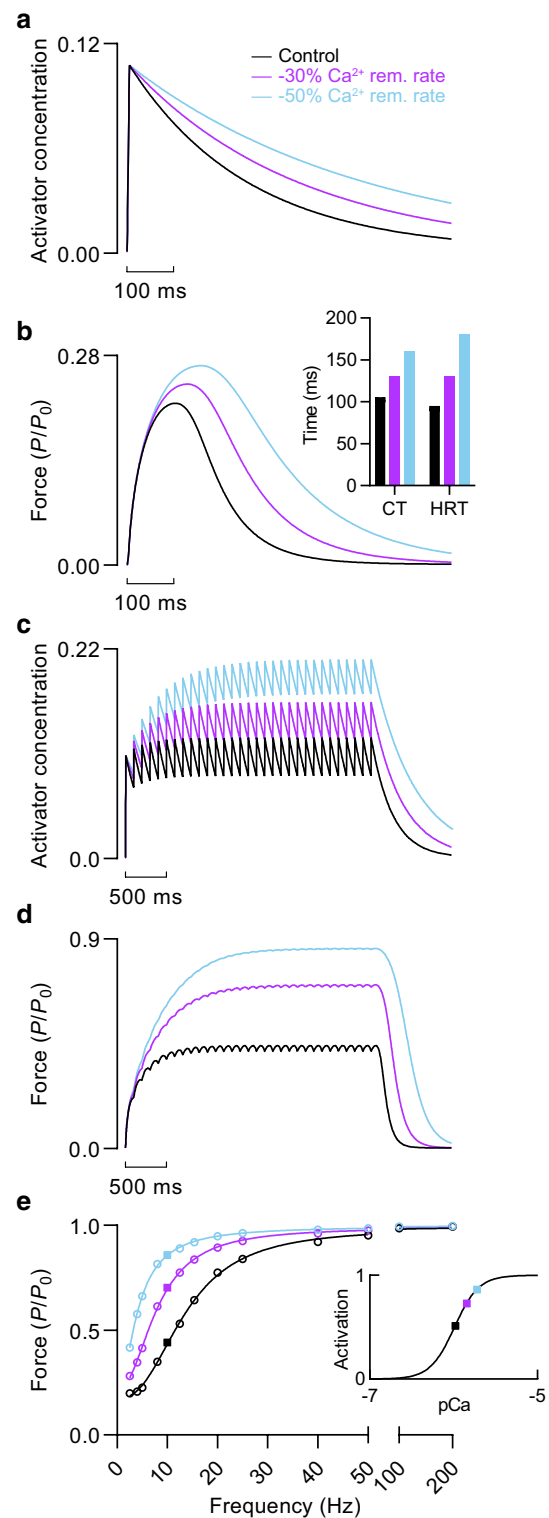 a
0.12
Control
-30% Ca²⁺ rem. rate
-50% Ca²⁺ rem. rate
Activator concentration
0.00
100 ms
b
0.28
Force (P/P₀)
0.00
100 ms
200
150
100
50
0
Time (ms)
CT HRT
c
0.22
Activator concentration
0.0
500 ms
d
0.9
Force (P/P₀)
0.0
500 ms
e
1.0
0.5
0.0
Force (P/P₀)
0 10 20 30 40 50 100 200
Frequency (Hz)
1
0
Activation
-7 -5
pCa